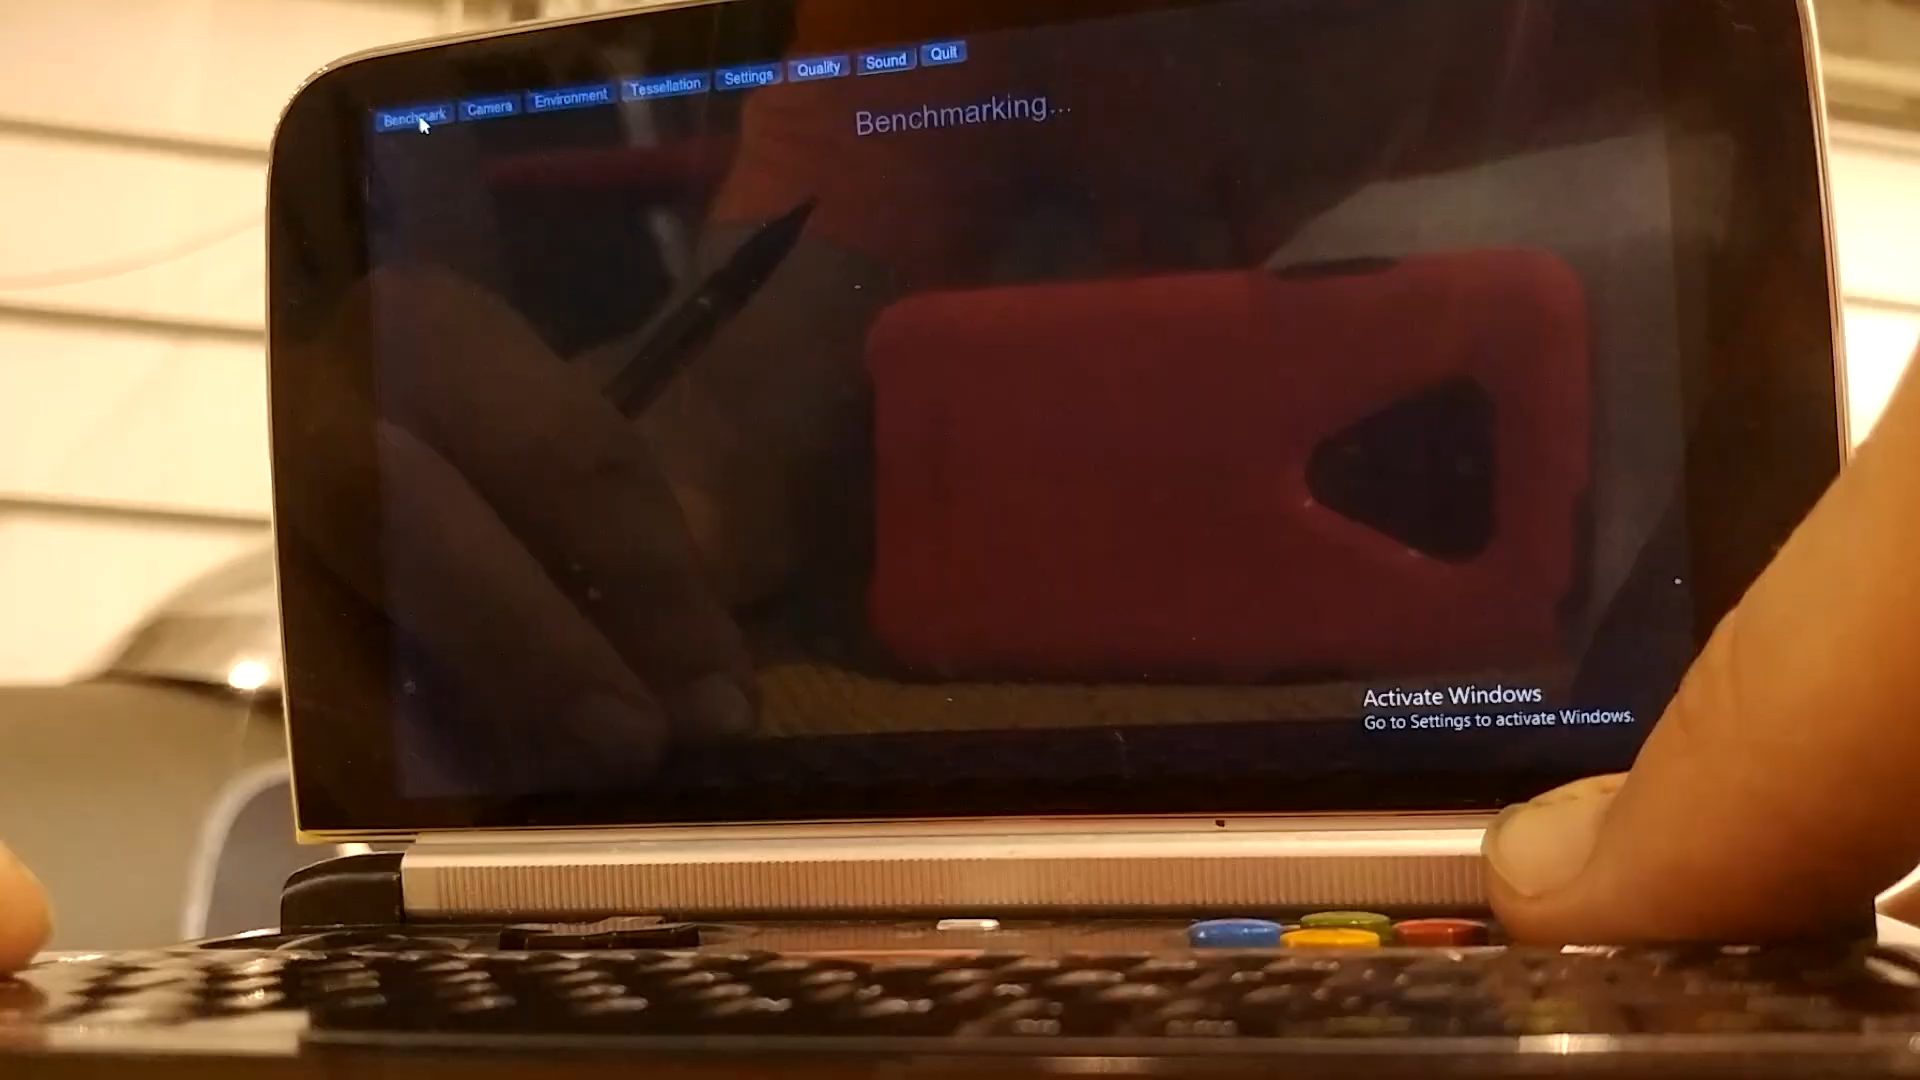 Benchmark Camera Environment Tessellation Settings Quality Sound Quit
Benchmarking...
Activate Windows
Go to Settings to activate Windows.